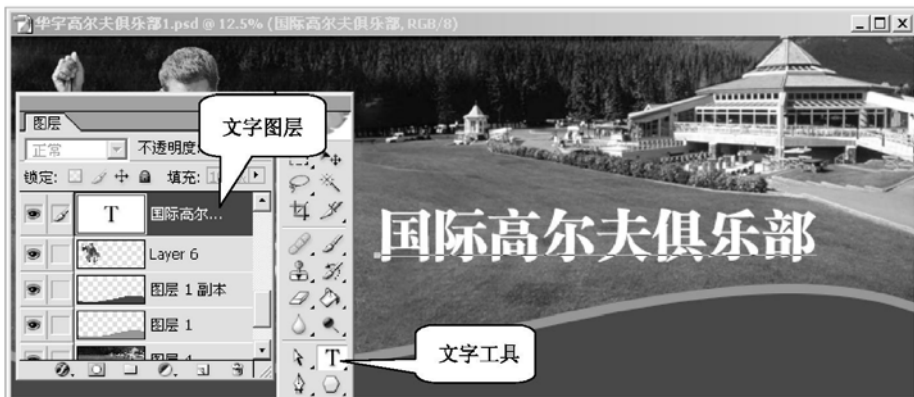 华宇高尔夫俱乐部1.psd @ 12.5% (国际高尔夫俱乐部, RGB/8)
图层
文字图层
正常
不透明度
锁定:
填充:
T
国际高尔...
Layer 6
图层 1 副本
图层 1
国际高尔夫俱乐部
T
文字工具